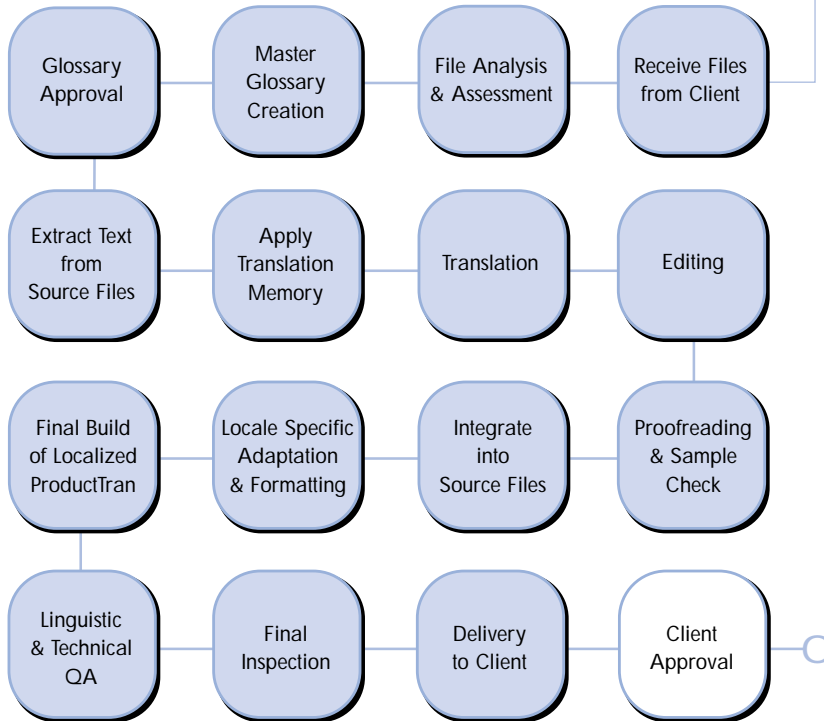 Glossary
Approval
Master
Glossary
Creation
File Analysis
& Assessment
Receive Files
from Client
Extract Text
from
Source Files
Apply
Translation
Memory
Translation
Editing
Final Build
of Localized
ProductTran
Locale Specific
Adaptation
& Formatting
Integrate
into
Source Files
Proofreading
& Sample
Check
Linguistic
& Technical
QA
Final
Inspection
Delivery
to Client
Client
Approval